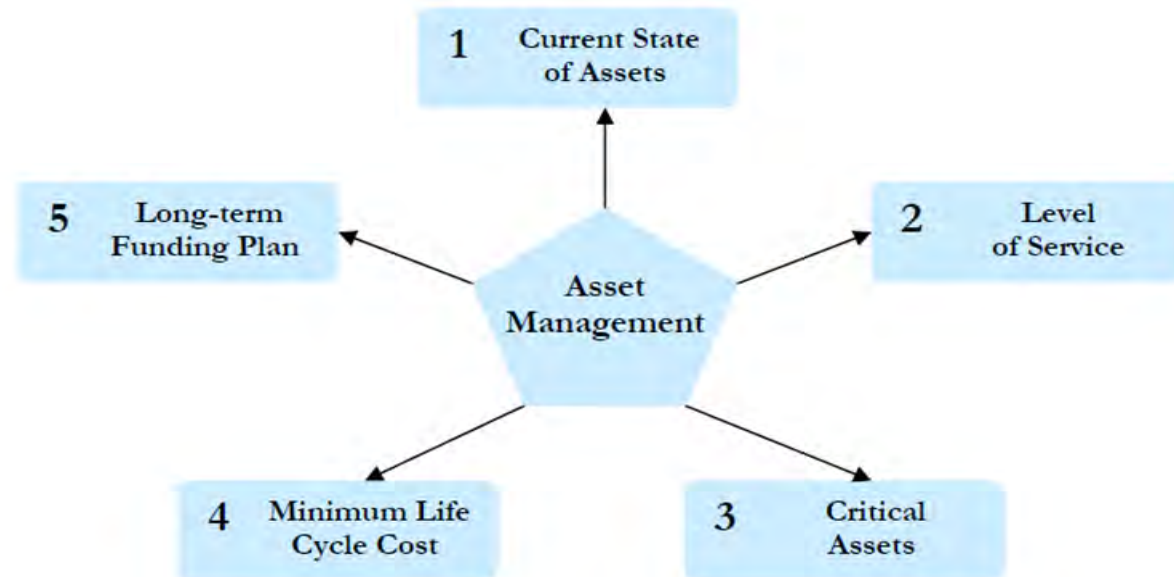 1 Current State
of Assets
5 Long-term
Funding Plan
2 Level
of Service
Asset
Management
4 Minimum Life
Cycle Cost
3 Critical
Assets